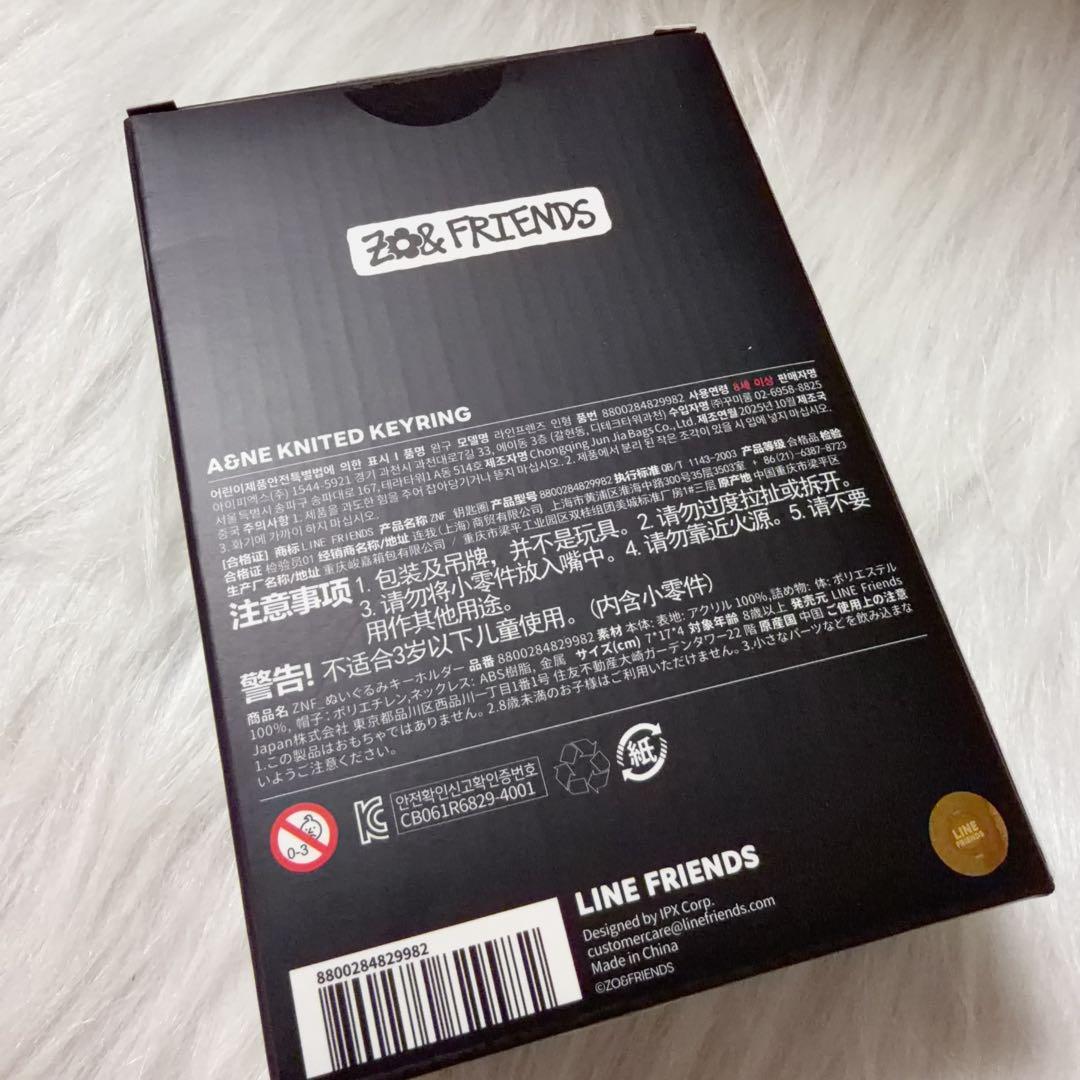 ZO& FRIENDS
A&NE KNITED KEYRING
어린이제품안전특별법에 의한 표시 I 품명 완구 모델명 라인프렌즈 인형 품번 8800284829982 사용연령 8세 이상 판매자명
아이피엑스(주) 1544-5921 경기 과천시 과천대로7길 33, 에이동 3층 (갈현동, 디테크타워과천) 수입자명 (주)꾸미룸 02-6958-8825
서울 특별시 송파구 송파대로 167, 테라타워1 A동 514호 제조자명 Chongqing Jun Jia Bags Co., Ltd. 제조연월 2025년 10월 제조국
중국 주의사항 1. 제품을 과도한 힘을 주어 잡아당기거나 뜯지 마십시오. 2. 제품에서 분리 된 작은 조각이 있을 시 입에 넣지 마십시오.
3. 화기에 가까이 하지 마십시오.
[合格证] 商标 LINE FRIENDS 产品名称 ZNF_钥匙圈 产品型号 8800284829982 执行标准 QB/T 1143-2003 产品等级 合格品 检验
合格证 检验员01 经销商名称/地址 连我(上海)商贸有限公司 / 上海市黄浦区淮海中路300号35层3503室 + 86(21)-6387-8723
生产厂名称/地址 重庆峻嘉箱包有限公司 / 重庆市梁平工业园区双桂组团美城标准厂房1#三层 原产地 中国重庆市梁平区
注意事项 1. 包装及吊牌，并不是玩具。2. 请勿过度拉扯或拆开。
3. 请勿将小零件放入嘴中。4. 请勿靠近火源。5. 请不要
用作其他用途。
警告! 不适合3岁以下儿童使用。(内含小零件)
商品名 ZNF_ぬいぐるみキーホルダー 品番 8800284829982 素材 本体: 表地: アクリル 100%,詰め物: 体: ポリエステル
100%, 帽子: ポリエチレン,ネックレス: ABS樹脂, 金属 サイズ(cm) 7*17*4 対象年齢 8歳以上 発売元 LINE Friends
Japan株式会社 東京都品川区西品川一丁目1番1号 住友不動産大崎ガーデンタワー22 階 原産国 中国 ご使用上の注意
1.この製品はおもちゃではありません。2.8歳未満のお子様はご利用いただけません。3.小さなパーツなどを飲み込まな
いようご注意ください。
0-3
안전확인신고확인증번호
CB061R6829-4001
紙
LINE
FRIENDS
LINE FRIENDS
Designed by IPX Corp.
customercare@linefriends.com
Made in China
©ZO&FRIENDS
8800284829982